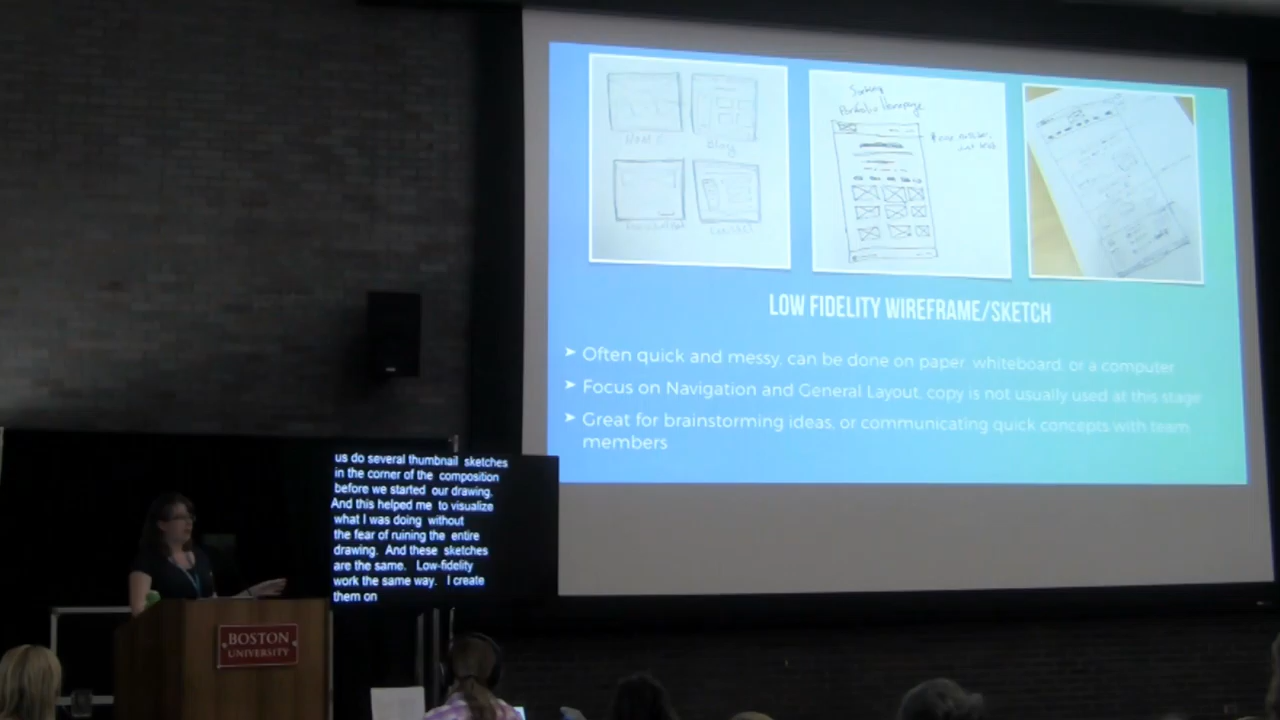 Portfolio Homepage
Blog
LOW FIDELITY WIREFRAME/SKETCH
➤ Often quick and messy, can be done on paper, whiteboard, or a computer
➤ Focus on Navigation and General Layout, copy is not usually used at this stage
➤ Great for brainstorming ideas, or communicating quick concepts with team
members
us do several thumbnail sketches
in the corner of the composition
before we started our drawing.
And this helped me to visualize
what I was doing without
the fear of ruining the entire
drawing. And these sketches
are the same. Low-fidelity
work the same way. I create
them on
BOSTON
UNIVERSITY